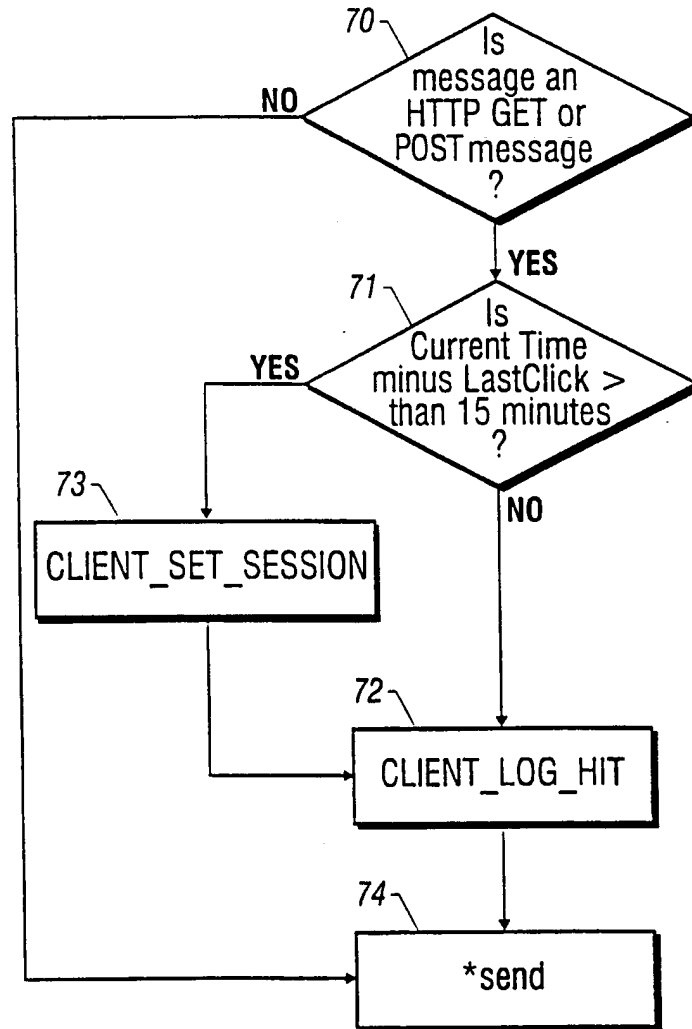 70
Is
message an
HTTP GET or
POST message
?
NO
YES
71
Is
Current Time
minus LastClick >
than 15 minutes
?
YES
NO
73
CLIENT_SET_SESSION
72
CLIENT_LOG_HIT
74
*send